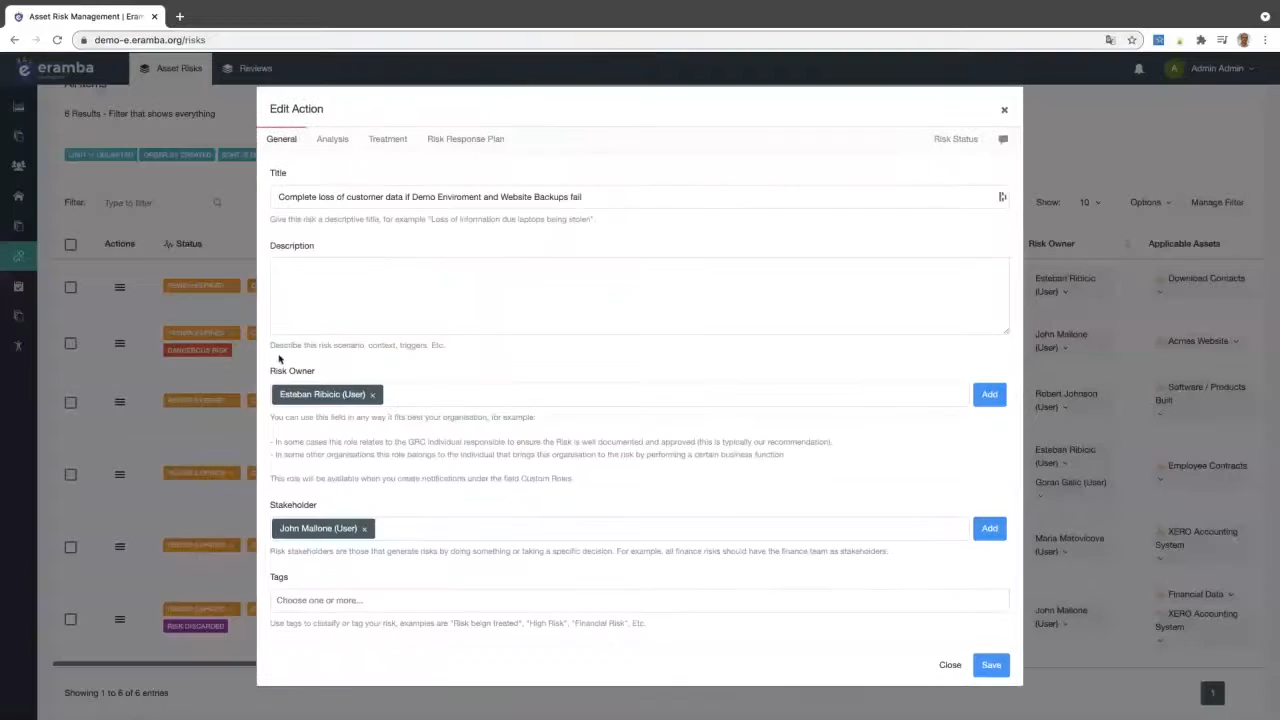 Asset Risk Management | Eram
demo-e.eramba.org/risks
eramba
Asset Risks
Reviews
A
Admin Admin
All Items
6 Results - Filter that shows everything
Filter:
Type to filter
Show: 10
Options
Manage Filter
Actions
Status
Risk Owner
Applicable Assets
Esteban Ribicic
(User)
Download Contacts
DANGEROUS RISK
John Mallone
(User)
Acmes Website
Robert Johnson
(User)
Software / Products
Built
Esteban Ribicic
(User)
Goran Galic (User)
Employee Contracts
Maria Matovicova
(User)
XERO Accounting
System
RISK DISCARDED
John Mallone
(User)
Financial Data
XERO Accounting
System
Showing 1 to 6 of 6 entries
1
Edit Action
General
Analysis
Treatment
Risk Response Plan
Risk Status
Title
Complete loss of customer data if Demo Enviroment and Website Backups fail
Give this risk a descriptive title, for example "Loss of Information due laptops being stolen"
Description
Describe this risk scenario, context, triggers. Etc.
Risk Owner
Esteban Ribicic (User) ×
Add
You can use this field in any way it fits best your organisation, for example:
- In some cases this role relates to the GRC individual responsible to ensure the Risk is well documented and approved (this is typically our recommendation).
- In some other organisations this role belongs to the individual that brings this organisation to the risk by performing a certain business function
This role will be available when you create notifications under the field Custom Roles.
Stakeholder
John Mallone (User) ×
Add
Risk stakeholders are those that generate risks by doing something or taking a specific decision. For example, all finance risks should have the finance team as stakeholders.
Tags
Choose one or more...
Use tags to classify or tag your risk, examples are "Risk beign treated", "High Risk", "Financial Risk", Etc.
Close
Save